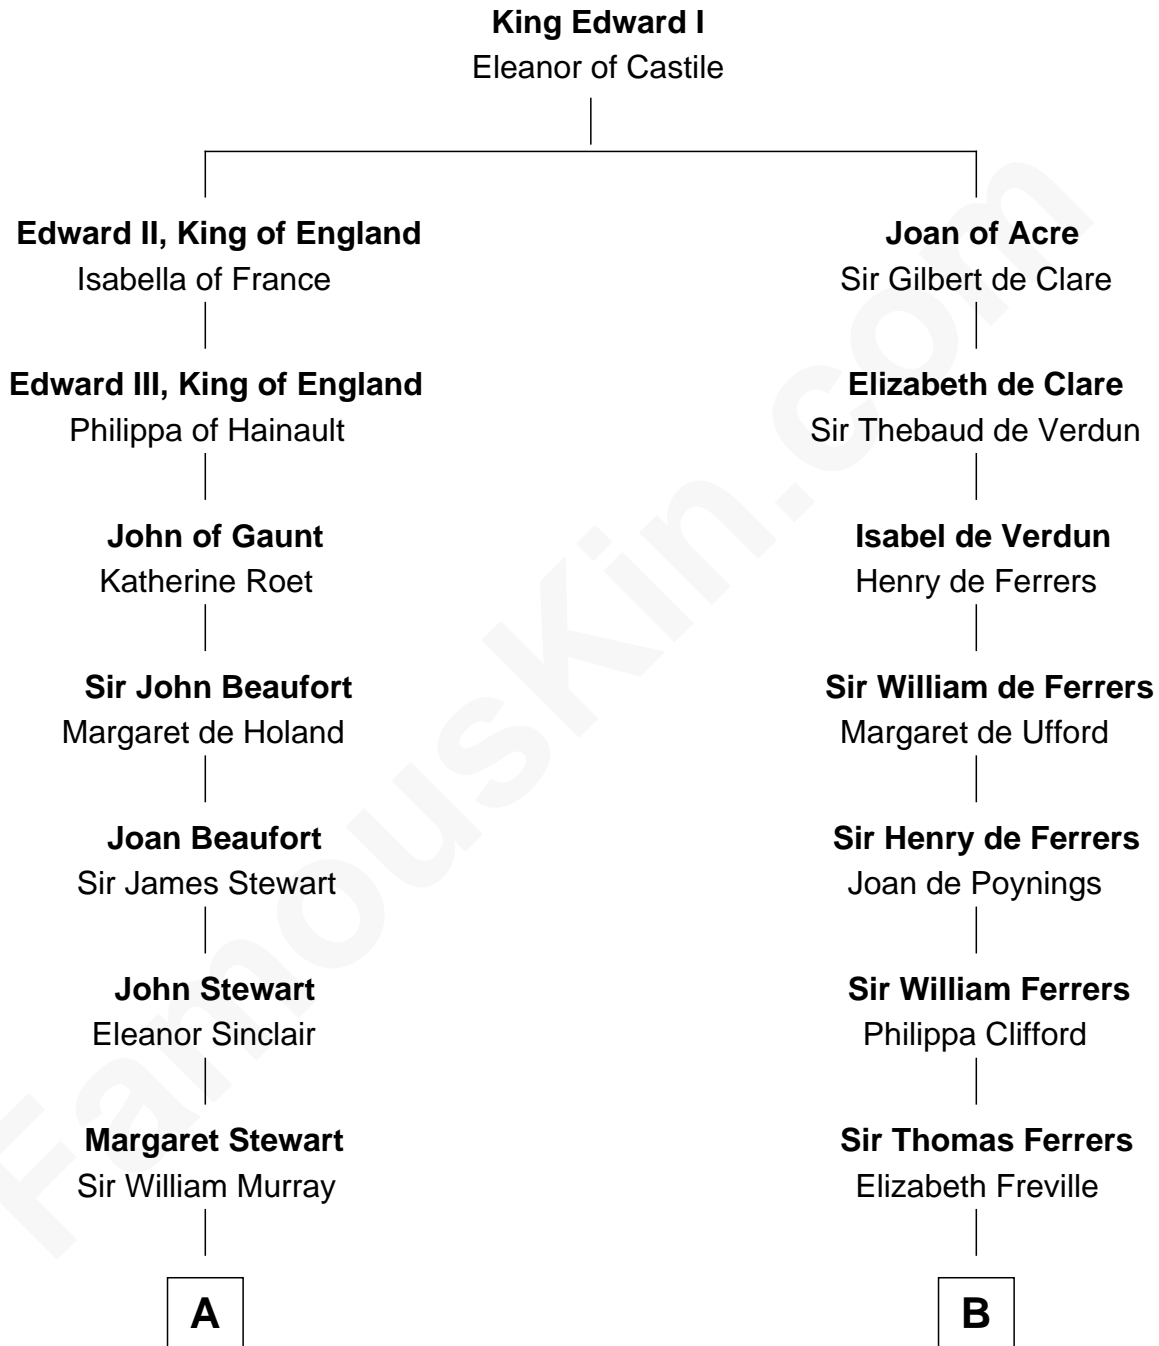 King Edward I
Eleanor of Castile
Edward II, King of England
Isabella of France
Joan of Acre
Sir Gilbert de Clare
Edward III, King of England
Philippa of Hainault
Elizabeth de Clare
Sir Thebaud de Verdun
John of Gaunt
Katherine Roet
Isabel de Verdun
Henry de Ferrers
Sir John Beaufort
Margaret de Holand
Sir William de Ferrers
Margaret de Ufford
Joan Beaufort
Sir James Stewart
Sir Henry de Ferrers
Joan de Poynings
John Stewart
Eleanor Sinclair
Sir William Ferrers
Philippa Clifford
Margaret Stewart
Sir William Murray
Sir Thomas Ferrers
Elizabeth Freville
A
B
FamousKin.com